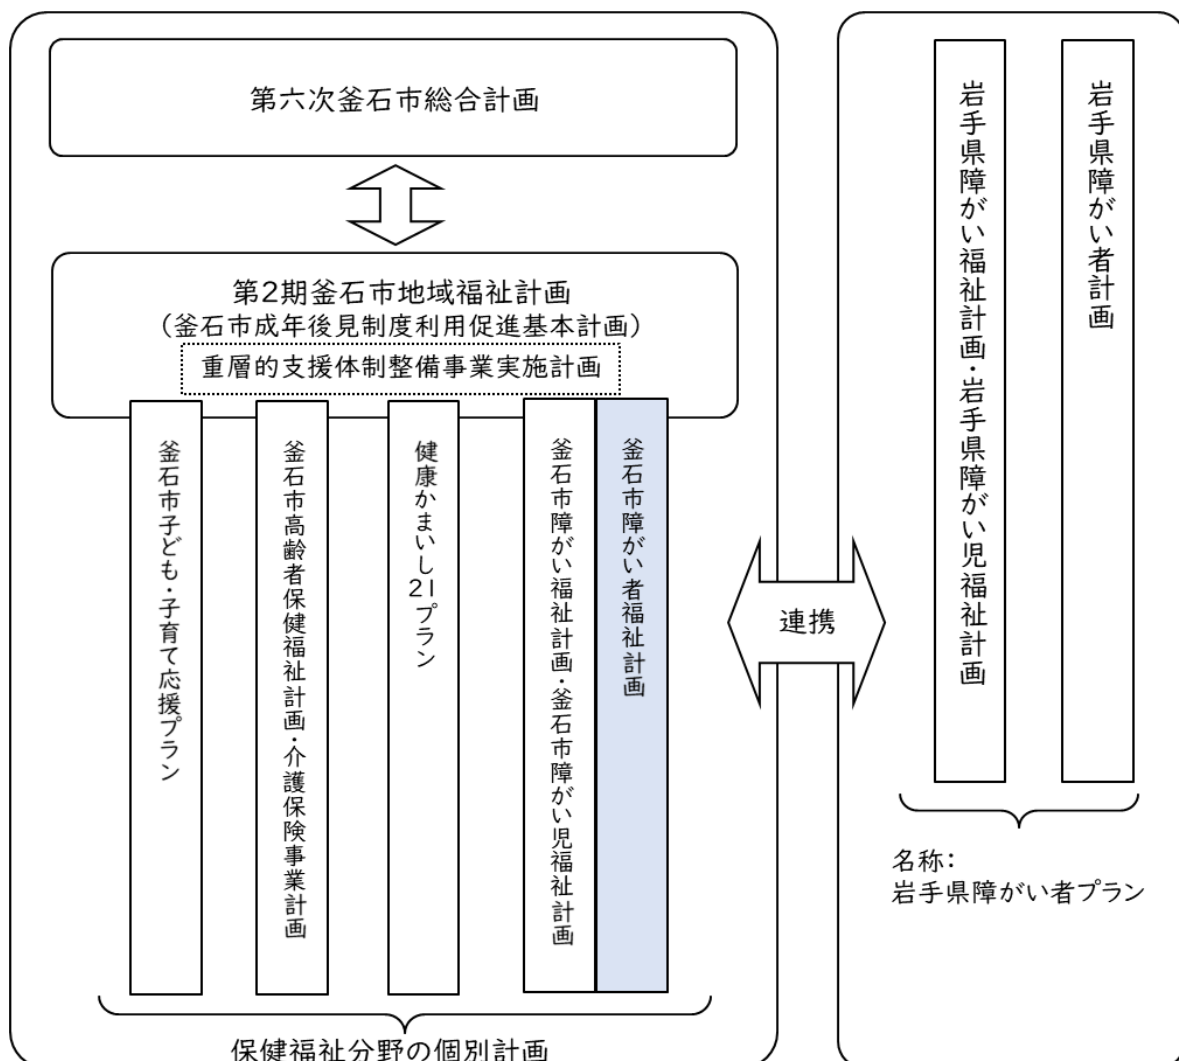 第六次釜石市総合計画
第2期釜石市地域福祉計画
（釜石市成年後見制度利用促進基本計画）
重層的支援体制整備事業実施計画
釜石市子ども・子育て応援プラン
釜石市高齢者保健福祉計画・介護保険事業計画
健康かまいし21プラン
釜石市障がい福祉計画・釜石市障がい児福祉計画
釜石市障がい者福祉計画
保健福祉分野の個別計画
連携
岩手県障がい福祉計画・岩手県障がい児福祉計画
岩手県障がい者計画
名称：
岩手県障がい者プラン